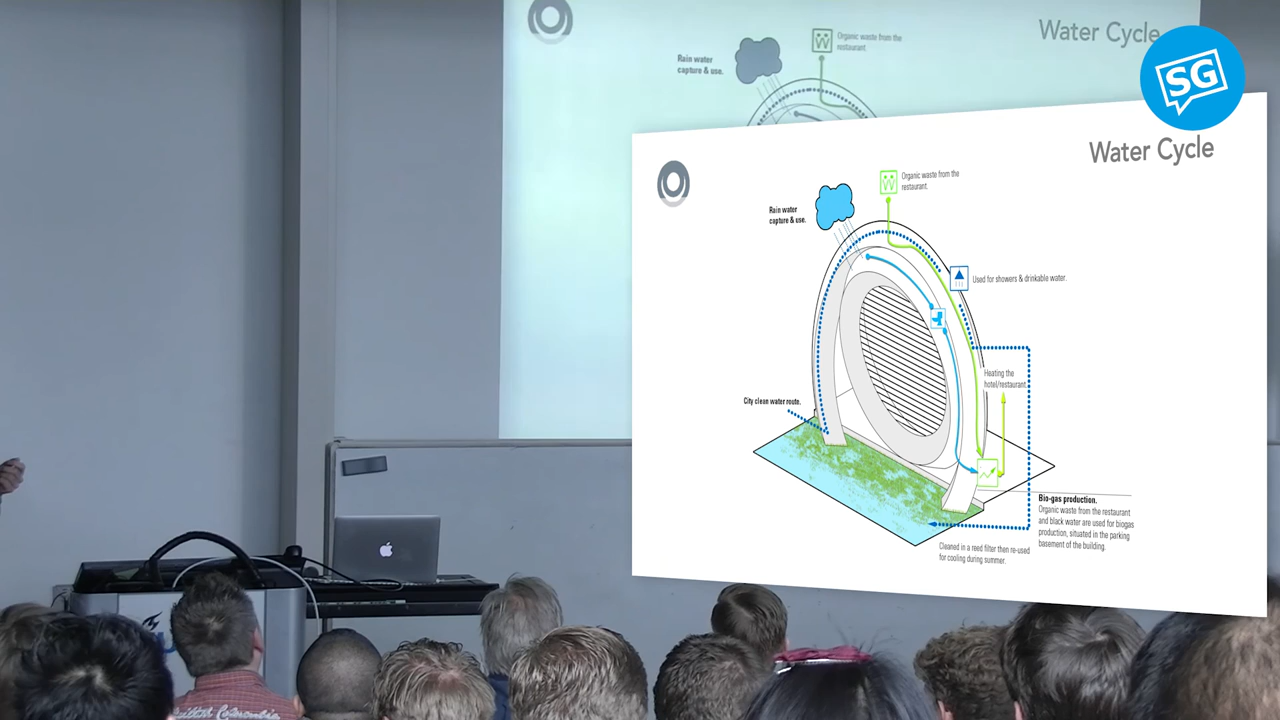 Water Cycle
Organic waste from the
restaurant.
Rain water
capture & use.
SG
Water Cycle
Organic waste from the
restaurant.
Rain water
capture & use.
Used for showers & drinkable water.
Heating the
hotel/restaurant.
City clean water route.
Bio-gas production.
Organic waste from the restaurant
and black water are used for biogas
production, situated in the parking
basement of the building.
Cleaned in a reed filter then re-used
for cooling during summer.